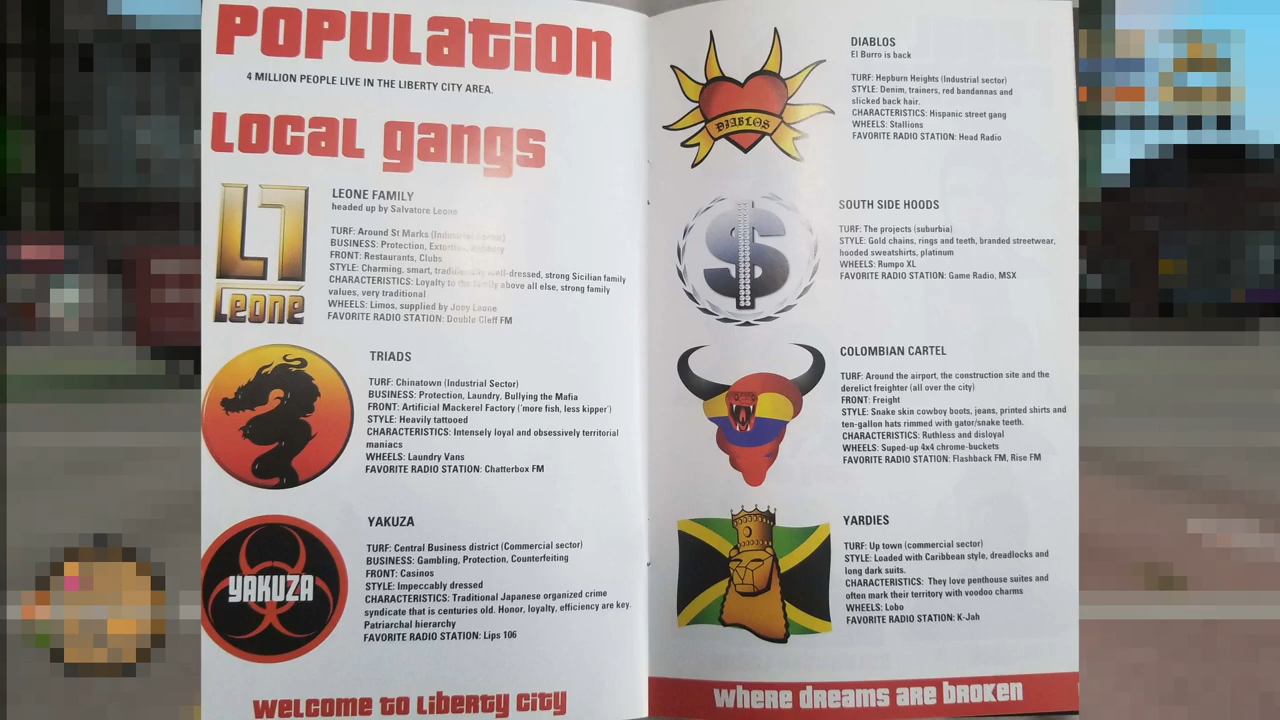 POPULATION
4 MILLION PEOPLE LIVE IN THE LIBERTY CITY AREA.
LOCAL gangs
L1
Leone
LEONE FAMILY
headed up by Salvatore Leone
TURF: Around St Marks (Industrial Sector)
BUSINESS: Protection, Extortion, Robbery
FRONT: Restaurants, Clubs
STYLE: Charming, smart, traditionally well-dressed, strong Sicilian family
CHARACTERISTICS: Loyalty to the family above all else, strong family
values, very traditional
WHEELS: Limos, supplied by Joey Leone
FAVORITE RADIO STATION: Double Cleff FM
TRIADS
TURF: Chinatown (Industrial Sector)
BUSINESS: Protection, Laundry, Bullying the Mafia
FRONT: Artificial Mackerel Factory ('more fish, less kipper')
STYLE: Heavily tattooed
CHARACTERISTICS: Intensely loyal and obsessively territorial
maniacs
WHEELS: Laundry Vans
FAVORITE RADIO STATION: Chatterbox FM
YAKUZA
YAKUZA
TURF: Central Business district (Commercial sector)
BUSINESS: Gambling, Protection, Counterfeiting
FRONT: Casinos
STYLE: Impeccably dressed
CHARACTERISTICS: Traditional Japanese organized crime
syndicate that is centuries old. Honor, loyalty, efficiency are key.
Patriarchal hierarchy
FAVORITE RADIO STATION: Lips 106
WELCOME TO LIBERTY CITY
DIABLOS
DIABLOS
El Burro is back
TURF: Hepburn Heights (Industrial sector)
STYLE: Denim, trainers, red bandannas and
slicked back hair.
CHARACTERISTICS: Hispanic street gang
WHEELS: Stallions
FAVORITE RADIO STATION: Head Radio
$
SOUTH SIDE HOODS
TURF: The projects (suburbia)
STYLE: Gold chains, rings and teeth, branded streetwear,
hooded sweatshirts, platinum
WHEELS: Rumpo XL
FAVORITE RADIO STATION: Game Radio, MSX
COLOMBIAN CARTEL
TURF: Around the airport, the construction site and the
derelict freighter (all over the city)
FRONT: Freight
STYLE: Snake skin cowboy boots, jeans, printed shirts and
ten-gallon hats rimmed with gator/snake teeth.
CHARACTERISTICS: Ruthless and disloyal
WHEELS: Suped-up 4x4 chrome-buckets
FAVORITE RADIO STATION: Flashback FM, Rise FM
YARDIES
TURF: Up town (commercial sector)
STYLE: Loaded with Caribbean style, dreadlocks and
long dark suits.
CHARACTERISTICS: They love penthouse suites and
often mark their territory with voodoo charms
WHEELS: Lobo
FAVORITE RADIO STATION: K-Jah
WHERE DREAMS ARE BROKEN